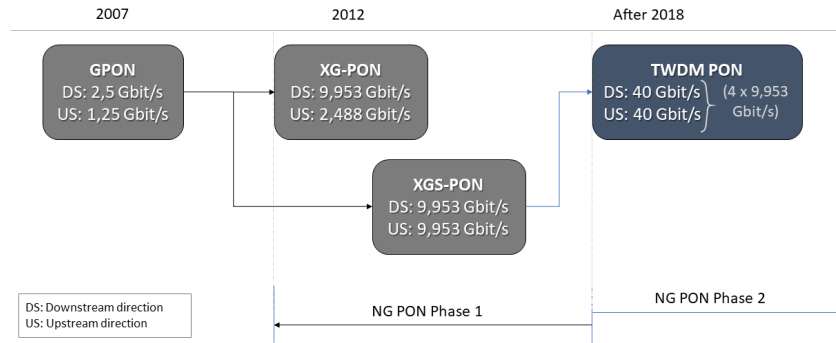 2007
2012
After 2018
GPON
DS: 2,5 Gbit/s
US: 1,25 Gbit/s
XG-PON
DS: 9,953 Gbit/s
US: 2,488 Gbit/s
TWDM PON
DS: 40 Gbit/s
US: 40 Gbit/s
(4 x 9,953
Gbit/s)
XGS-PON
DS: 9,953 Gbit/s
US: 9,953 Gbit/s
DS: Downstream direction
US: Upstream direction
NG PON Phase 1
NG PON Phase 2